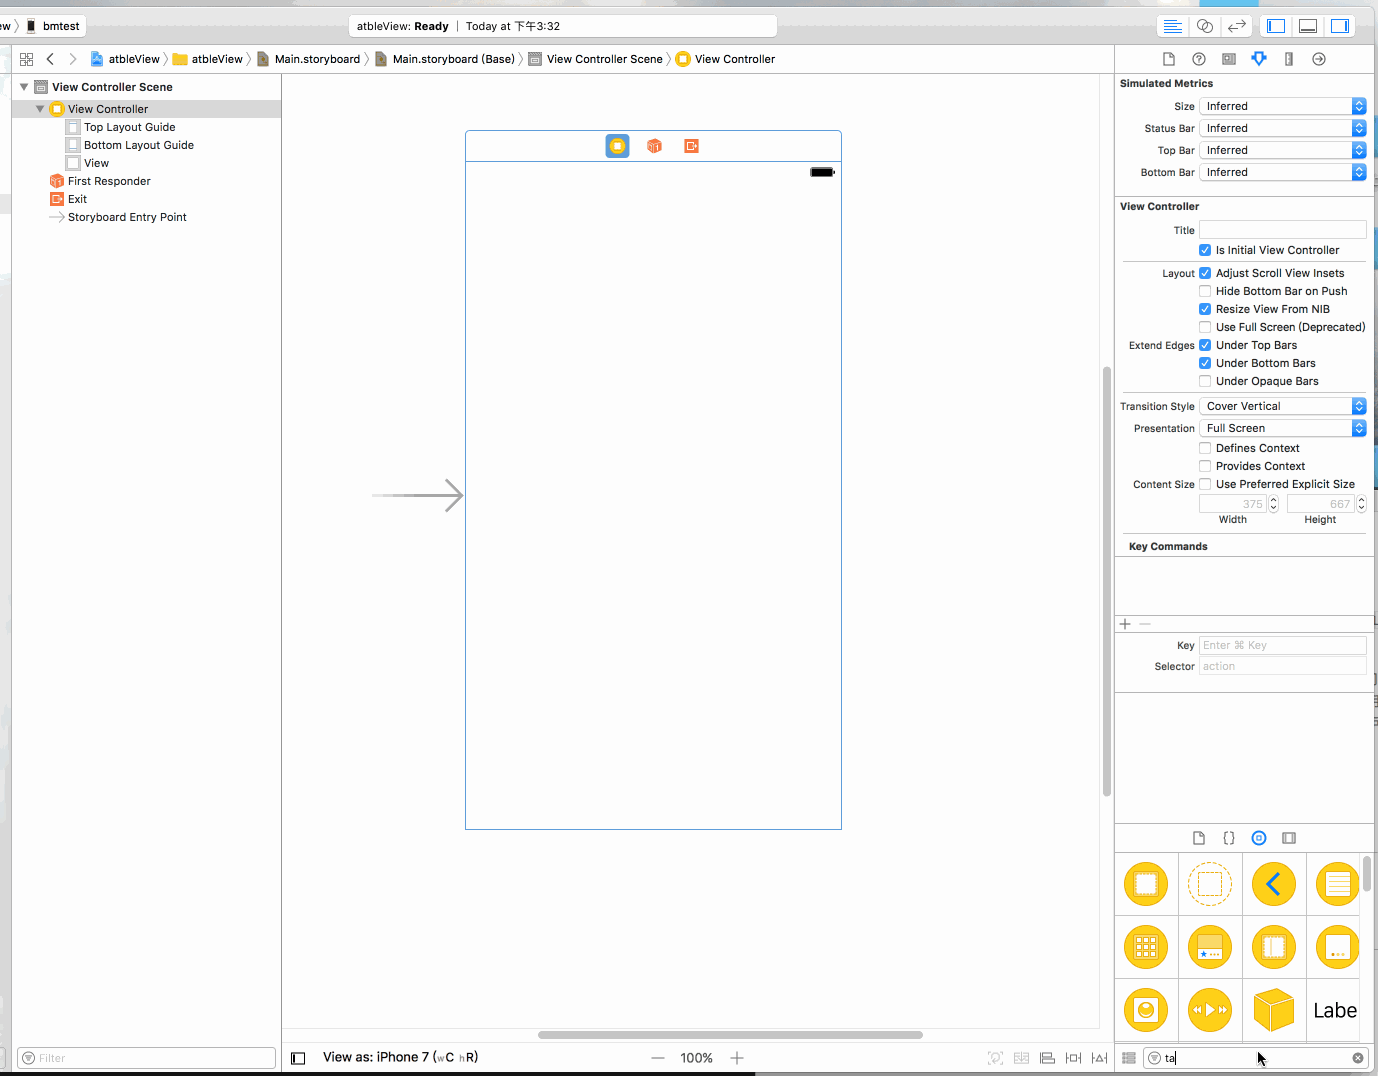 ew bmtest
atbleView: Ready | Today at 下午3:32
atbleView atbleView Main.storyboard Main.storyboard (Base) View Controller Scene View Controller
View Controller Scene
View Controller
Top Layout Guide
Bottom Layout Guide
View
First Responder
Exit
Storyboard Entry Point
Simulated Metrics
Size Inferred
Status Bar Inferred
Top Bar Inferred
Bottom Bar Inferred
View Controller
Title
Is Initial View Controller
Layout Adjust Scroll View Insets
Hide Bottom Bar on Push
Resize View From NIB
Use Full Screen (Deprecated)
Extend Edges Under Top Bars
Under Bottom Bars
Under Opaque Bars
Transition Style Cover Vertical
Presentation Full Screen
Defines Context
Provides Context
Content Size Use Preferred Explicit Size
375 667
Width Height
Key Commands
Key Enter ⌘ Key
Selector action
Labe
Filter
View as: iPhone 7 (wC hR)
100%
ta